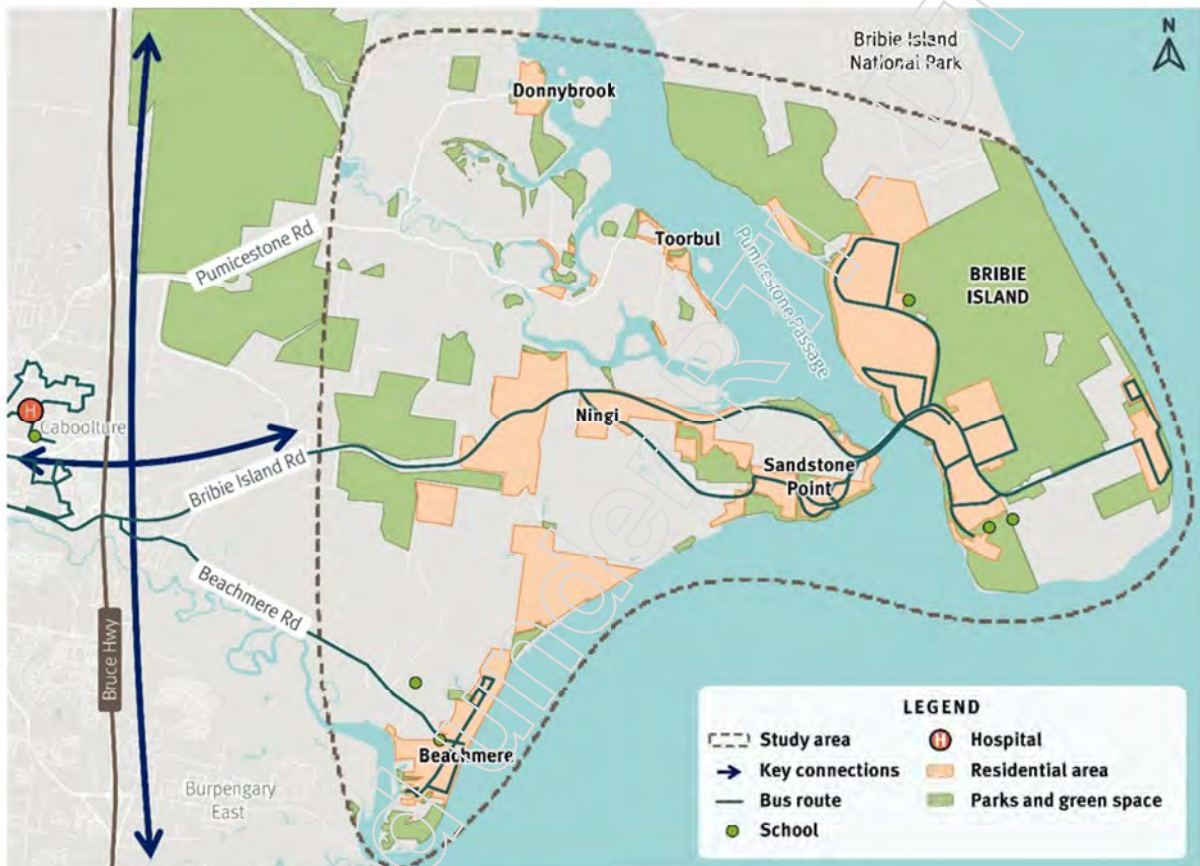 N
Bribie Island
National Park
Donnybrook
Pumicestone Rd
Toorbul
Pumicestone Passage
BRIBIE
ISLAND
H
Caboolture
Ningi
Bribie Island Rd
Sandstone
Point
Beachmere Rd
Bruce Hwy
Beachmere
Burpengary
East
LEGEND
Study area
Key connections
Bus route
School
H Hospital
Residential area
Parks and green space